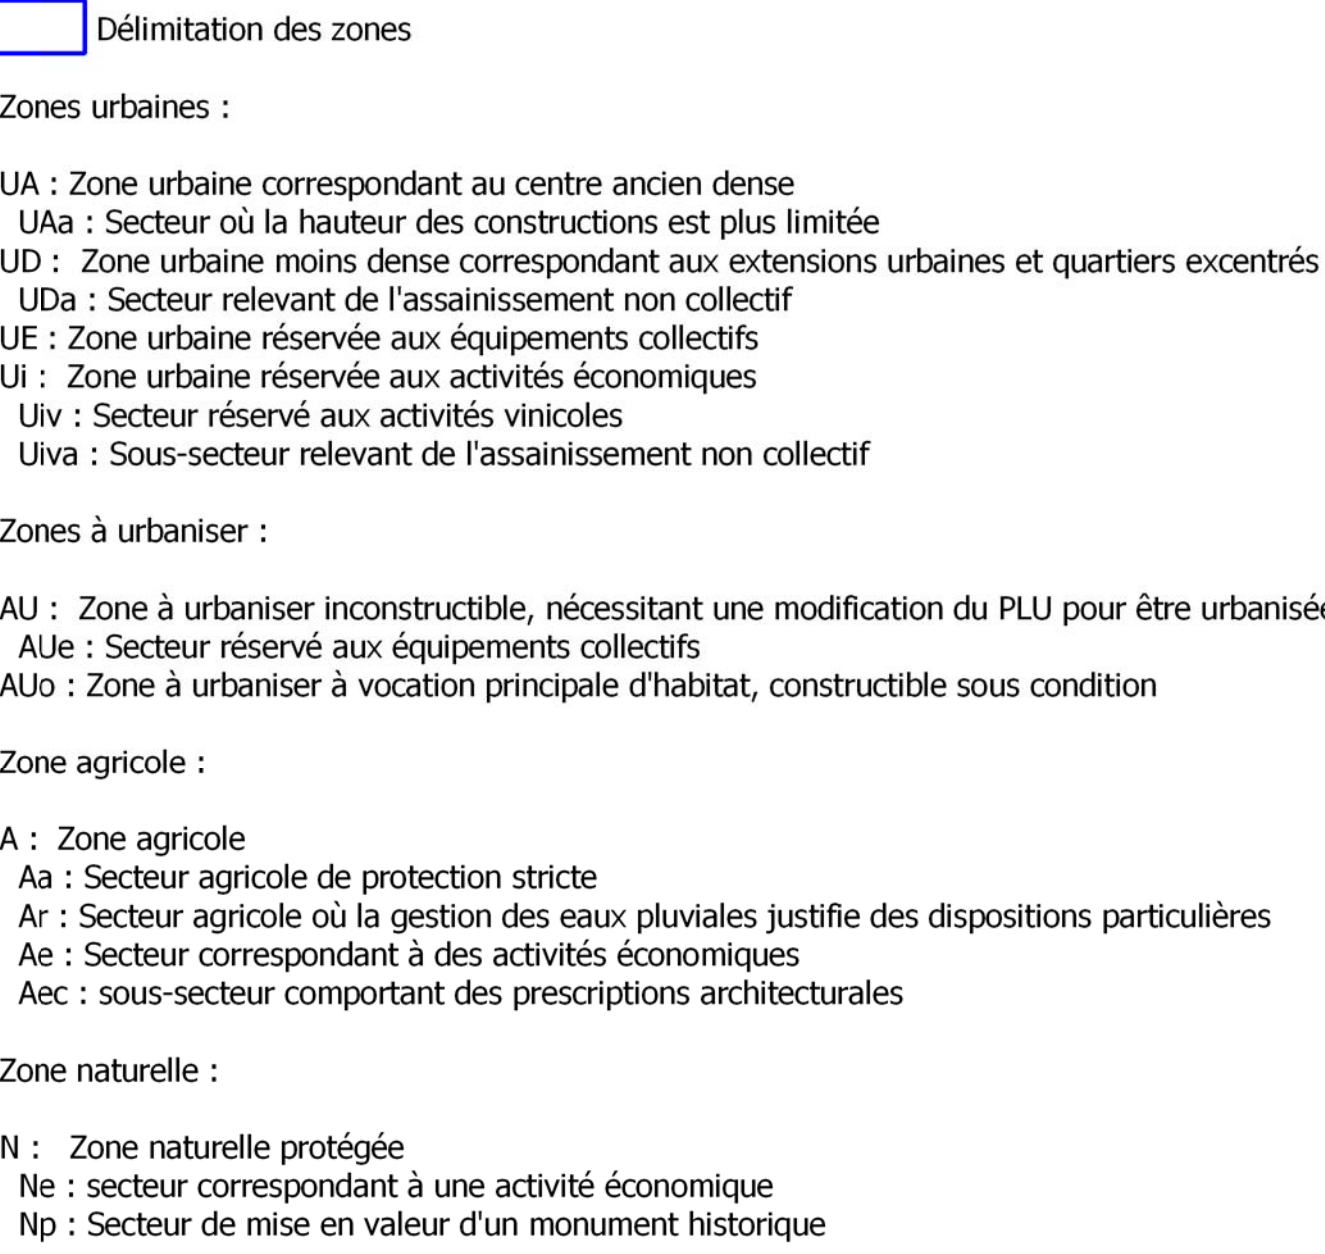 Délimitation des zones
Zones urbaines :
UA : Zone urbaine correspondant au centre ancien dense
UAa : Secteur où la hauteur des constructions est plus limitée
UD : Zone urbaine moins dense correspondant aux extensions urbaines et quartiers excentrés
UDa : Secteur relevant de l'assainissement non collectif
UE : Zone urbaine réservée aux équipements collectifs
Ui : Zone urbaine réservée aux activités économiques
Uiv : Secteur réservé aux activités vinicoles
Uiva : Sous-secteur relevant de l'assainissement non collectif
Zones à urbaniser :
AU : Zone à urbaniser inconstructible, nécessitant une modification du PLU pour être urbanisée
AUe : Secteur réservé aux équipements collectifs
AUo : Zone à urbaniser à vocation principale d'habitat, constructible sous condition
Zone agricole :
A : Zone agricole
Aa : Secteur agricole de protection stricte
Ar : Secteur agricole où la gestion des eaux pluviales justifie des dispositions particulières
Ae : Secteur correspondant à des activités économiques
Aec : sous-secteur comportant des prescriptions architecturales
Zone naturelle :
N : Zone naturelle protégée
Ne : secteur correspondant à une activité économique
Np : Secteur de mise en valeur d'un monument historique